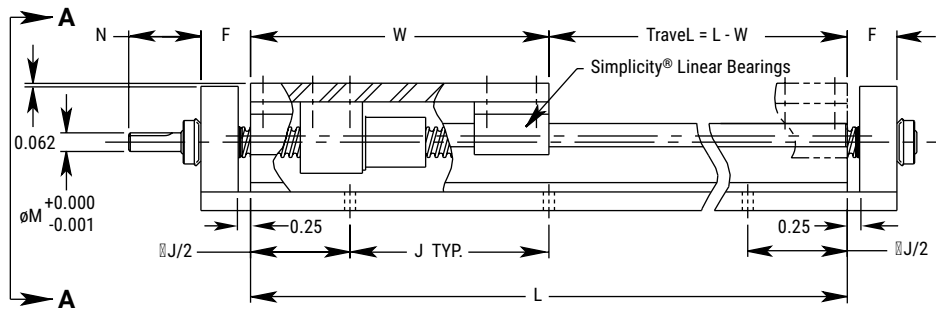 A
N
F
W
TraveL = L - W
F
Simplicity® Linear Bearings
0.062
øM +0.000
-0.001
0.25
0.25
J/2
J TYP.
J/2
L
A